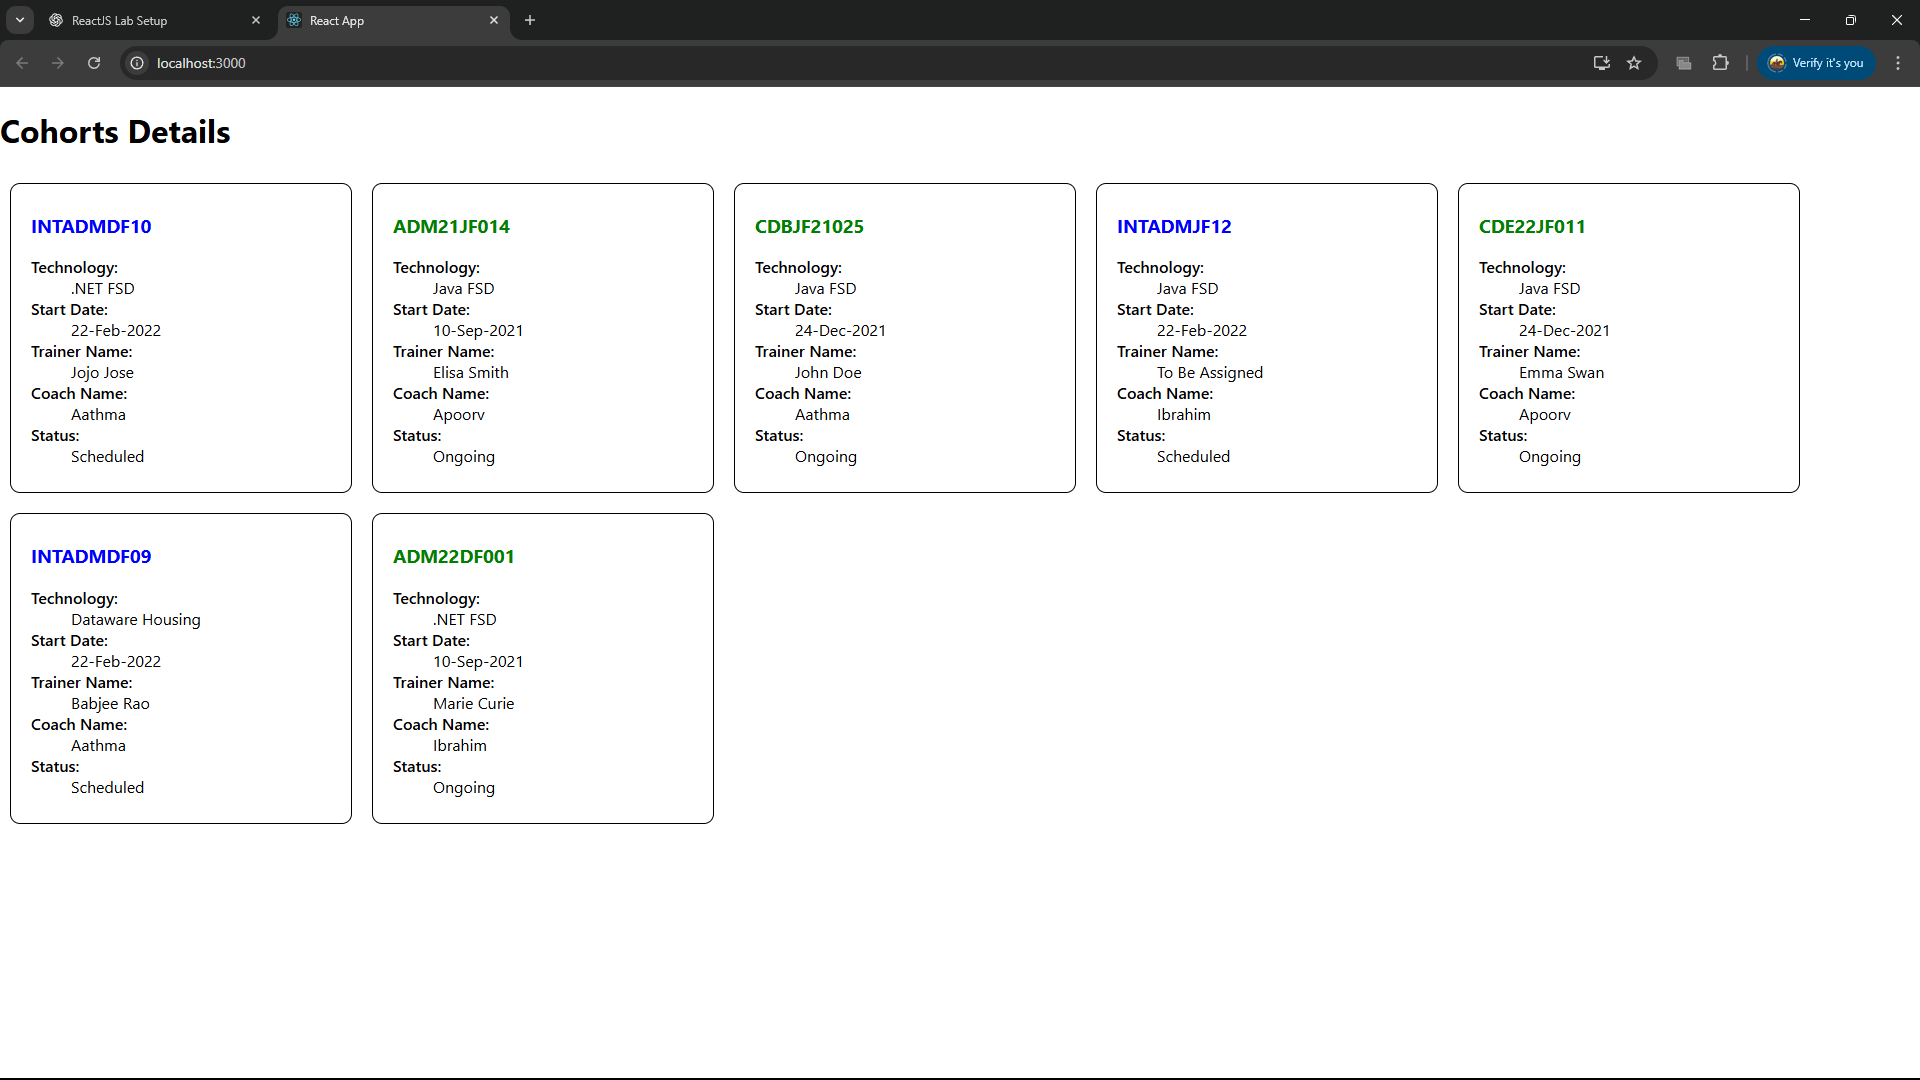 ReactJS Lab Setup
React App
localhost:3000
Verify it's you
Cohorts Details
INTADMDF10
Technology:
.NET FSD
Start Date:
22-Feb-2022
Trainer Name:
Jojo Jose
Coach Name:
Aathma
Status:
Scheduled
ADM21JF014
Technology:
Java FSD
Start Date:
10-Sep-2021
Trainer Name:
Elisa Smith
Coach Name:
Apoorv
Status:
Ongoing
CDBJF21025
Technology:
Java FSD
Start Date:
24-Dec-2021
Trainer Name:
John Doe
Coach Name:
Aathma
Status:
Ongoing
INTADMJF12
Technology:
Java FSD
Start Date:
22-Feb-2022
Trainer Name:
To Be Assigned
Coach Name:
Ibrahim
Status:
Scheduled
CDE22JF011
Technology:
Java FSD
Start Date:
24-Dec-2021
Trainer Name:
Emma Swan
Coach Name:
Apoorv
Status:
Ongoing
INTADMDF09
Technology:
Dataware Housing
Start Date:
22-Feb-2022
Trainer Name:
Babjee Rao
Coach Name:
Aathma
Status:
Scheduled
ADM22DF001
Technology:
.NET FSD
Start Date:
10-Sep-2021
Trainer Name:
Marie Curie
Coach Name:
Ibrahim
Status:
Ongoing